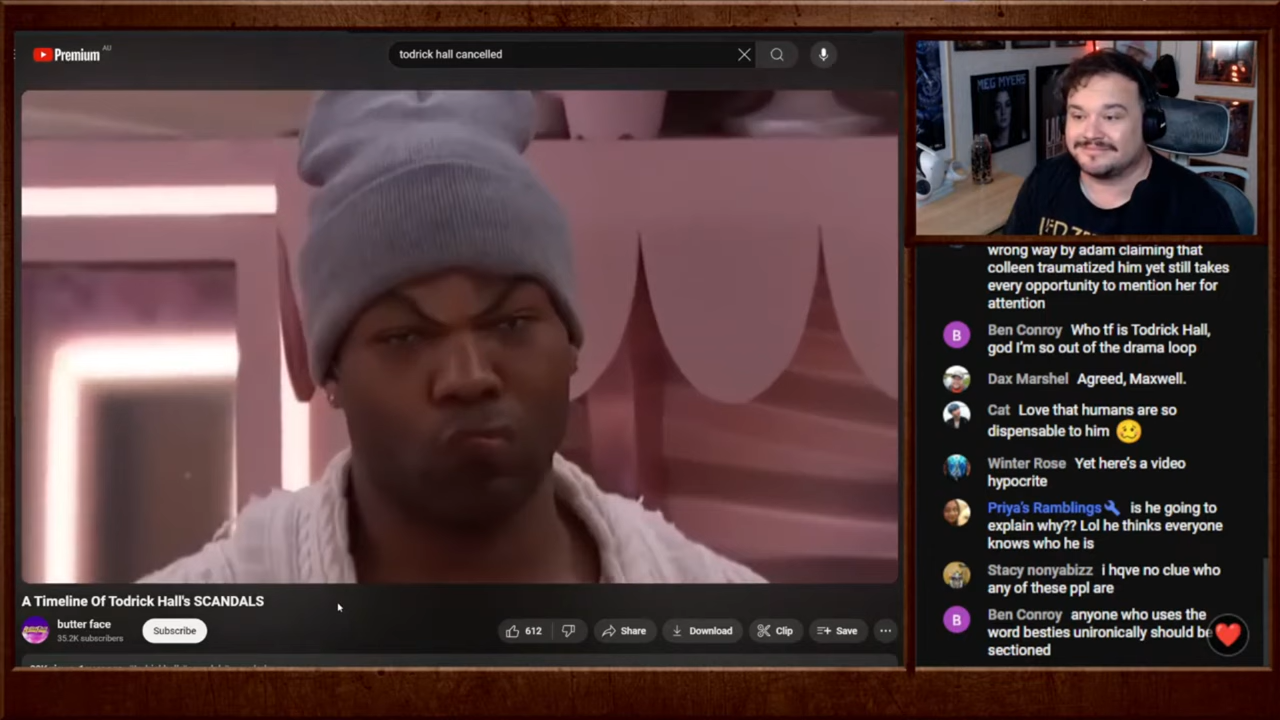 Premium AU
todrick hall cancelled
MEG MYERS
wrong way by adam claiming that
colleen traumatized him yet still takes
every opportunity to mention her for
attention
B Ben Conroy Who tf is Todrick Hall,
god I'm so out of the drama loop
Dax Marshel Agreed, Maxwell.
Cat Love that humans are so
dispensable to him
Winter Rose Yet here's a video
hypocrite
Priya's Ramblings is he going to
explain why?? Lol he thinks everyone
knows who he is
Stacy nonyabizz i hqve no clue who
any of these ppl are
B Ben Conroy anyone who uses the
word besties unironically should be
sectioned
A Timeline Of Todrick Hall's SCANDALS
butter face
35.2K subscribers
Subscribe
612
Share
Download
Clip
Save